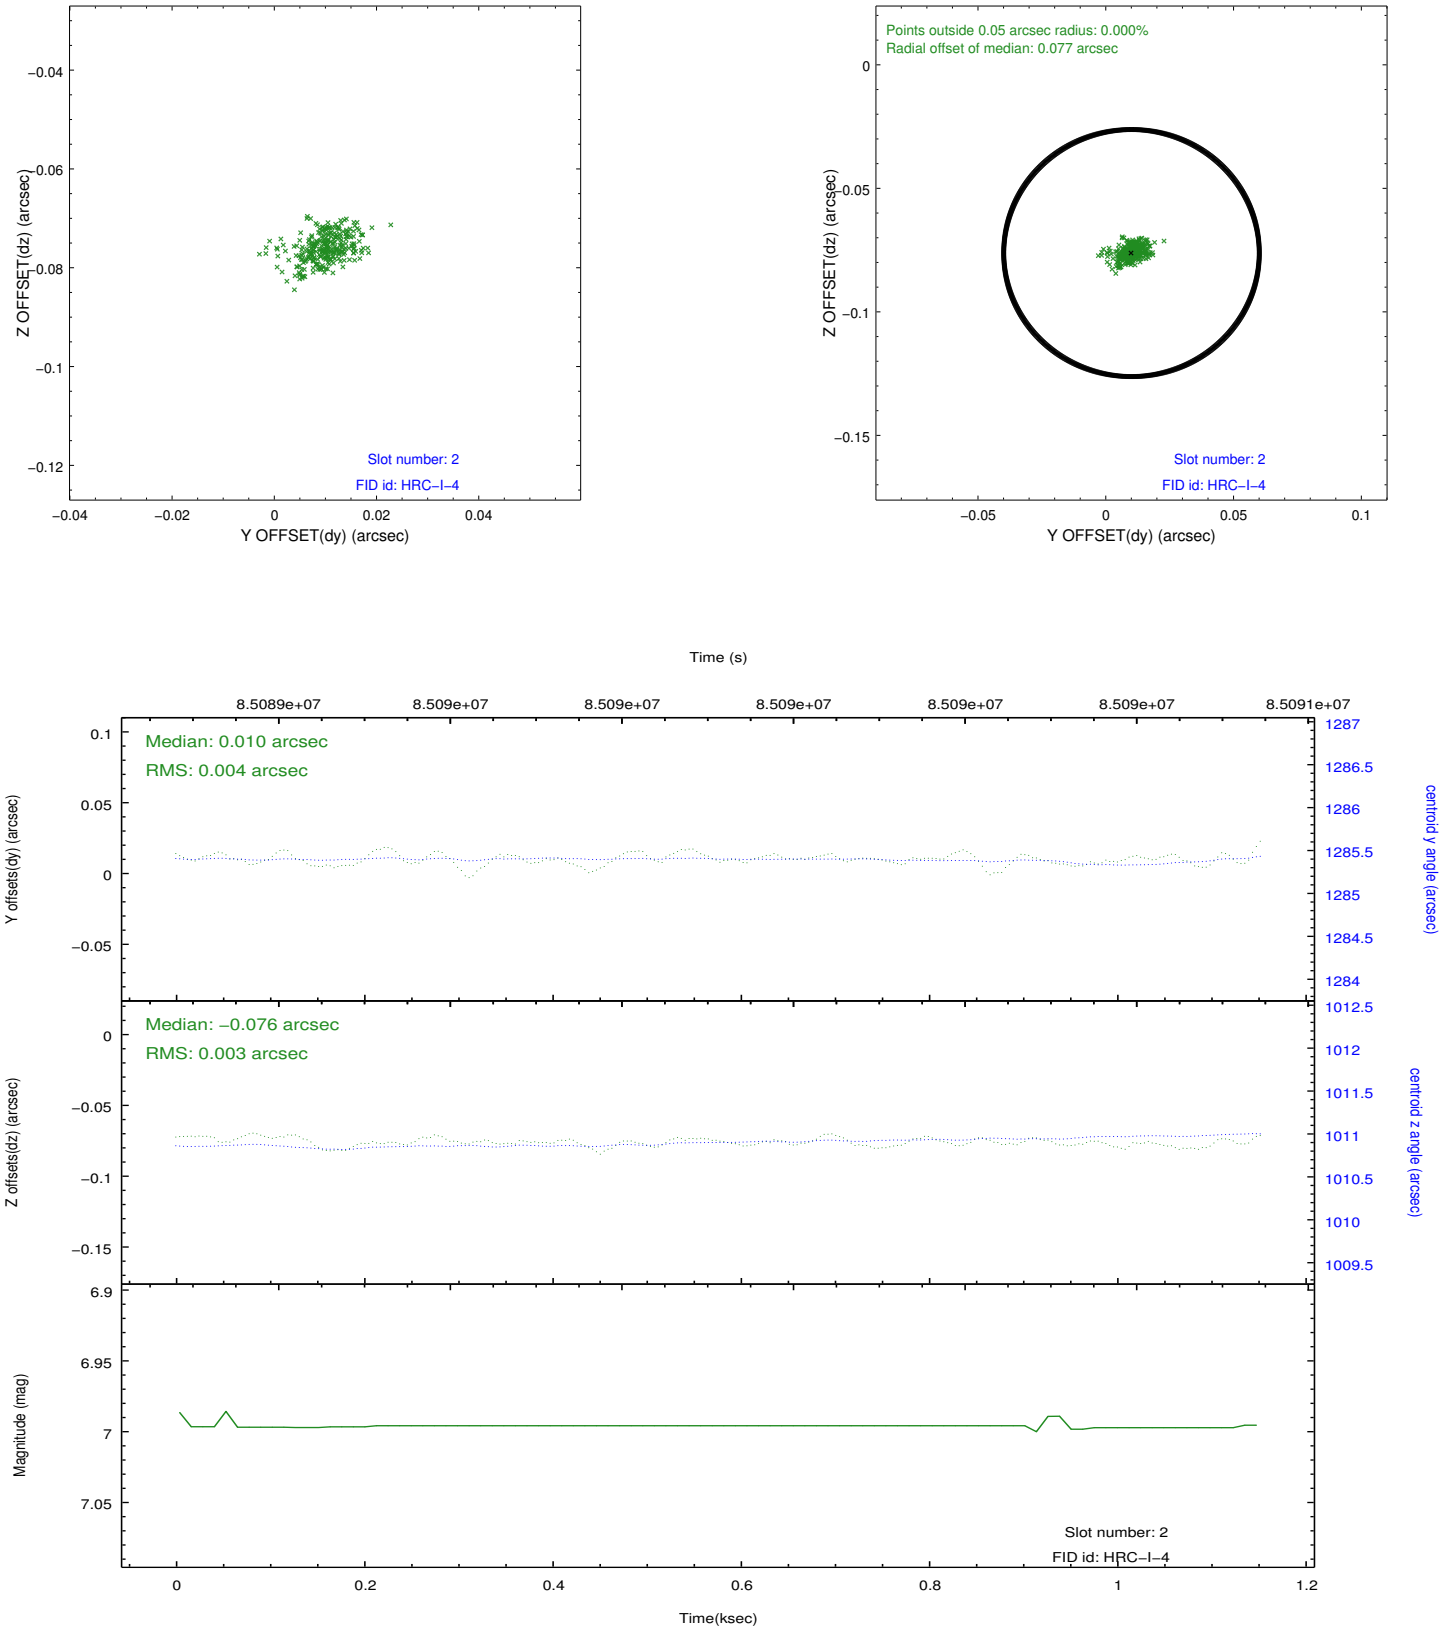 −0.04
−0.06
−0.08
−0.1
−0.12
Z OFFSET(dz) (arcsec)
Slot number: 2
FID id: HRC−I−4
−0.04 −0.02 0 0.02 0.04
Y OFFSET(dy) (arcsec)
Points outside 0.05 arcsec radius: 0.000%
Radial offset of median: 0.077 arcsec
0
−0.05
−0.1
−0.15
Z OFFSET(dz) (arcsec)
Slot number: 2
FID id: HRC−I−4
−0.05 0 0.05 0.1
Y OFFSET(dy) (arcsec)
Time (s)
8.5089e+07 8.509e+07 8.509e+07 8.509e+07 8.509e+07 8.509e+07 8.5091e+07
Median: 0.010 arcsec
RMS: 0.004 arcsec
0.1
0.05
0
−0.05
Y offsets(dy) (arcsec)
1287
1286.5
1286
1285.5
1285
1284.5
1284
centroid y angle (arcsec)
Median: −0.076 arcsec
RMS: 0.003 arcsec
0
−0.05
−0.1
−0.15
Z offsets(dz) (arcsec)
1012.5
1012
1011.5
1011
1010.5
1010
1009.5
centroid z angle (arcsec)
6.9
6.95
7
7.05
Magnitude (mag)
Slot number: 2
FID id: HRC−I−4
0 0.2 0.4 0.6 0.8 1 1.2
Time(ksec)